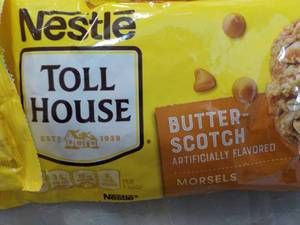 Nestlé
TOLL
HOUSE
ESTD 1939
BUTTER-
SCOTCH
ARTIFICIALLY FLAVORED
MORSELS
Nestlé